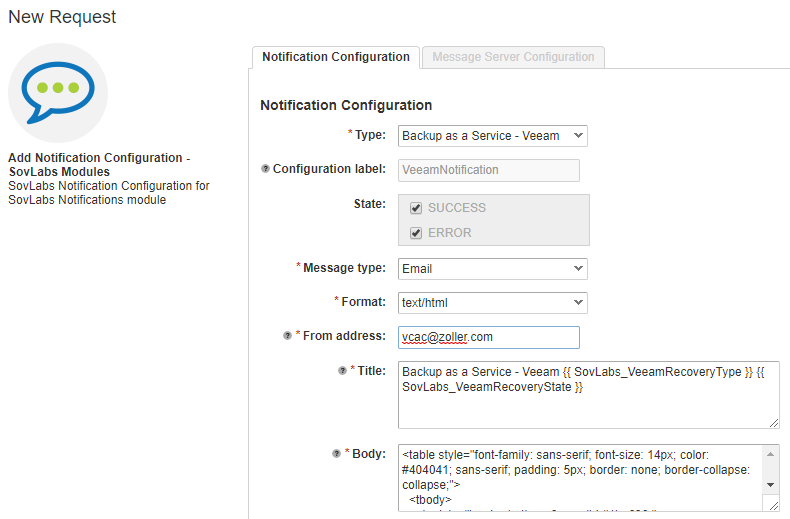 New Request
Notification Configuration
Message Server Configuration
Add Notification Configuration -
SovLabs Modules
SovLabs Notification Configuration for
SovLabs Notifications module
Notification Configuration
* Type: Backup as a Service - Veeam
? Configuration label: VeeamNotification
State: SUCCESS
ERROR
* Message type: Email
* Format: text/html
? * From address: vcac@zoller.com
? * Title: Backup as a Service - Veeam {{ SovLabs_VeeamRecoveryType }} {{
SovLabs_VeeamRecoveryState }}
? * Body: <table style="font-family: sans-serif; font-size: 14px; color:
#404041; sans-serif; padding: 5px; border: none; border-collapse:
collapse;">
<tbody>